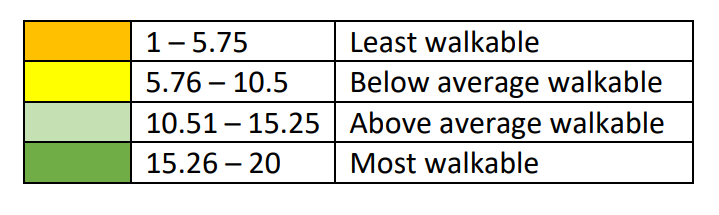 1 – 5.75 Least walkable
5.76 – 10.5 Below average walkable
10.51 – 15.25 Above average walkable
15.26 – 20 Most walkable